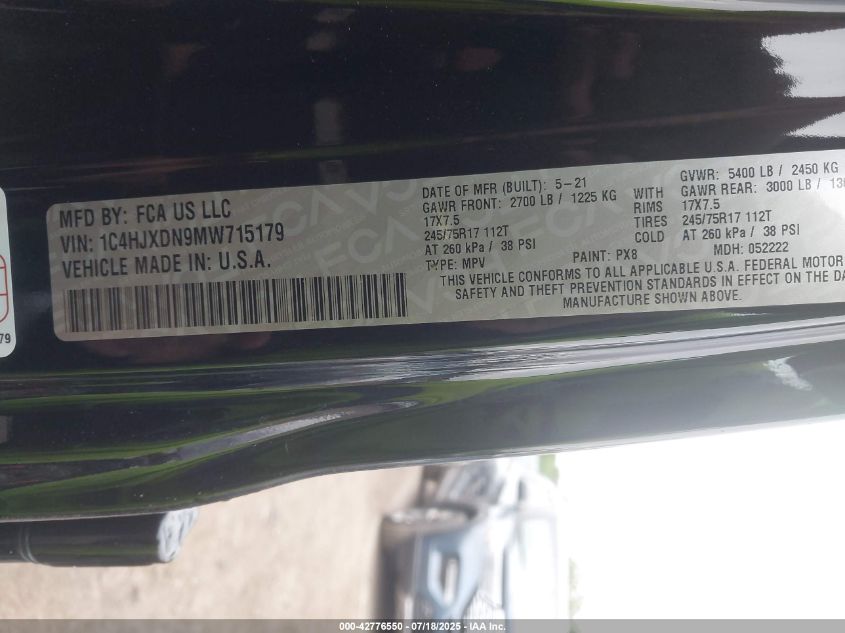 MFD BY: FCA US LLC
VIN: 1C4HJXDN9MW715179
VEHICLE MADE IN: U.S.A.
DATE OF MFR (BUILT): 5-21
GVWR: 5400 LB / 2450 KG
GAWR FRONT: 2700 LB / 1225 KG WITH GAWR REAR: 3000 LB /
17X7.5 RIMS 17X7.5
245/75R17 112T TIRES 245/75R17 112T
AT 260 kPa / 38 PSI COLD AT 260 kPa / 38 PSI
TYPE: MPV PAINT: PX8 MDH: 052222
THIS VEHICLE CONFORMS TO ALL APPLICABLE U.S.A. FEDERAL MOTOR
SAFETY AND THEFT PREVENTION STANDARDS IN EFFECT ON THE DA
MANUFACTURE SHOWN ABOVE.
79
000-42776550 - 07/18/2025 - IAA Inc.